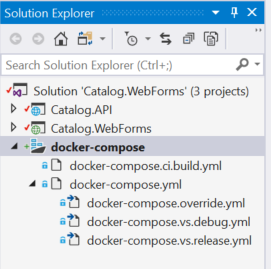 Solution Explorer
Search Solution Explorer (Ctrl+;)
Solution 'Catalog.WebForms' (3 projects)
Catalog.API
Catalog.WebForms
docker-compose
docker-compose.ci.build.yml
docker-compose.yml
docker-compose.override.yml
docker-compose.vs.debug.yml
docker-compose.vs.release.yml